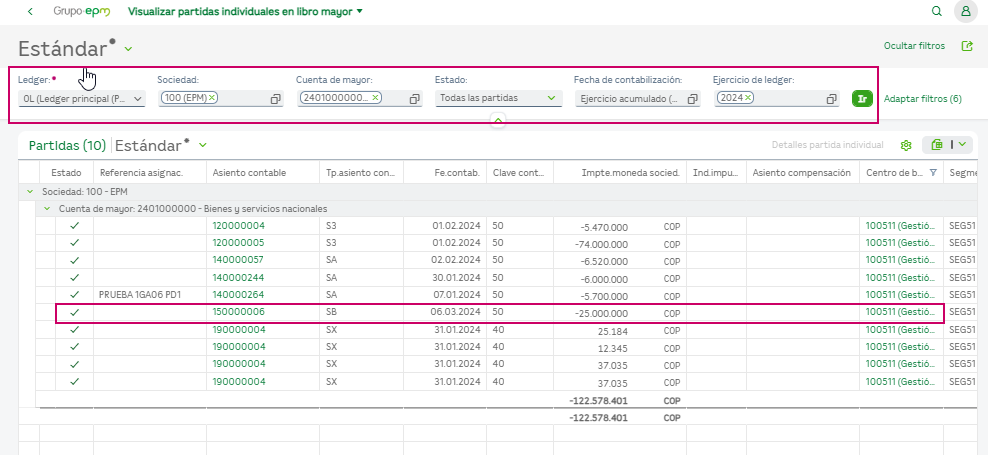 Grupo·epm Visualizar partidas individuales en libro mayor
Estándar*
Ocultar filtros
Ledger:* Sociedad: Cuenta de mayor: Estado: Fecha de contabilización: Ejercicio de ledger:
0L (Ledger principal (P... 100 (EPM) 2401000000... Todas las partidas Ejercicio acumulado (... 2024 Ir Adaptar filtros (6)
Partidas (10) Estándar* Detalles partida individual
Estado Referencia asignac. Asiento contable Tp.asiento con... Fe.contab. Clave cont... Impte.moneda socied. Ind.impu... Asiento compensación Centro de b... Segme
Sociedad: 100 - EPM
Cuenta de mayor: 2401000000 - Bienes y servicios nacionales
120000004 S3 01.02.2024 50 -5.470.000 COP 100511 (Gestió... SEG51
120000005 S3 01.02.2024 50 -74.000.000 COP 100511 (Gestió... SEG51
140000057 SA 02.02.2024 50 -6.520.000 COP 100511 (Gestió... SEG51
140000244 SA 30.01.2024 50 -6.000.000 COP 100511 (Gestió... SEG51
PRUEBA 1GA06 PD1 140000264 SA 07.01.2024 50 -5.700.000 COP 100511 (Gestió... SEG51
150000006 SB 06.03.2024 50 -25.000.000 COP 100511 (Gestió... SEG51
190000004 SX 31.01.2024 40 25.184 COP 100511 (Gestió... SEG51
190000004 SX 31.01.2024 40 12.345 COP 100511 (Gestió... SEG51
190000004 SX 31.01.2024 40 37.035 COP 100511 (Gestió... SEG51
190000004 SX 31.01.2024 40 37.035 COP 100511 (Gestió... SEG51
-122.578.401 COP
-122.578.401 COP